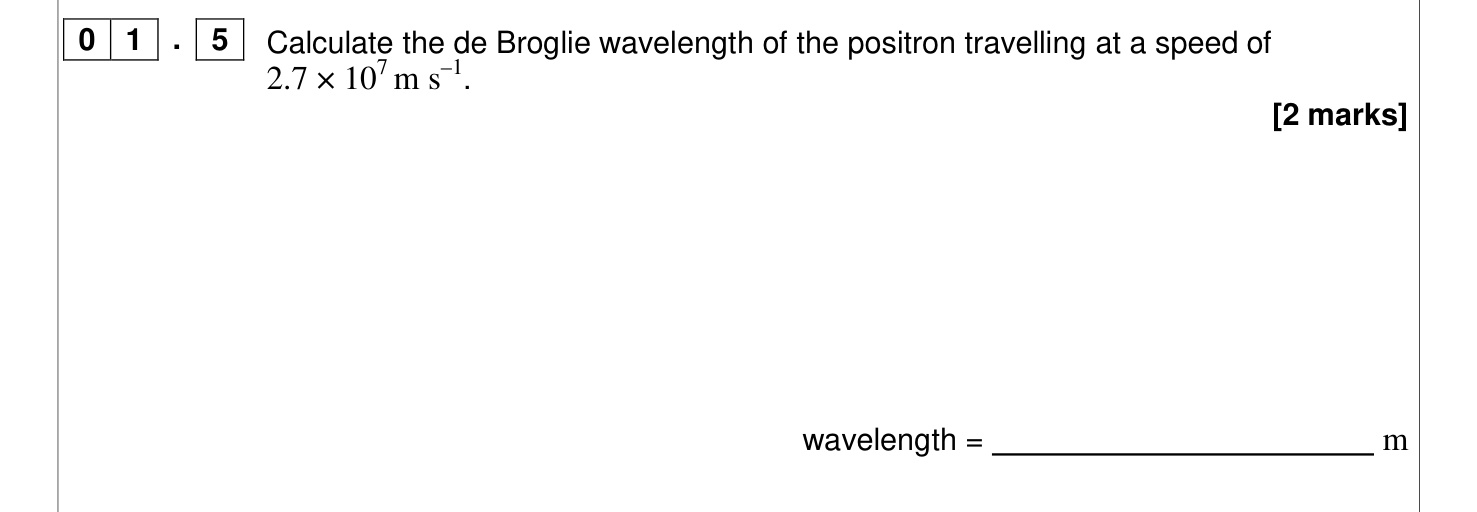 0 1 . 5 Calculate the de Broglie wavelength of the positron travelling at a speed of
2.7 × 10⁷ m s⁻¹.
[2 marks]
wavelength = ____________________ m